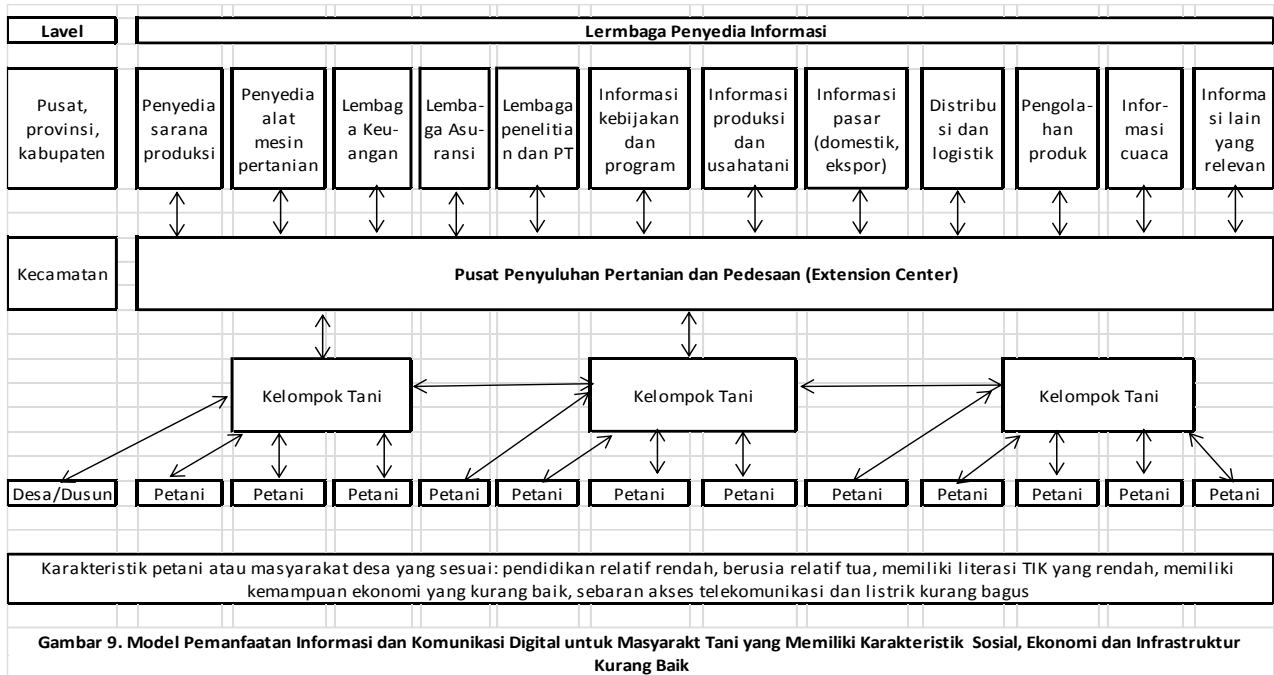 Lavel
Lermbaga Penyedia Informasi
Pusat,
provinsi,
kabupaten
Penyedia
sarana
produksi
Penyedia
alat
mesin
pertanian
Lembag
a Keu-
angan
Lemba-
ga Asu-
ransi
Lembaga
penelitia
n dan PT
Informasi
kebijakan
dan
program
Informasi
produksi
dan
usahatani
Informasi
pasar
(domestik,
ekspor)
Distribu
si dan
logistik
Pengola-
han
produk
Infor-
masi
cuaca
Informa
si lain
yang
relevan
Kecamatan
Pusat Penyuluhan Pertanian dan Pedesaan (Extension Center)
Kelompok Tani
Kelompok Tani
Kelompok Tani
Desa/Dusun
Petani
Petani
Petani
Petani
Petani
Petani
Petani
Petani
Petani
Petani
Petani
Petani
Karakteristik petani atau masyarakat desa yang sesuai: pendidikan relatif rendah, berusia relatif tua, memiliki literasi TIK yang rendah, memiliki
kemampuan ekonomi yang kurang baik, sebaran akses telekomunikasi dan listrik kurang bagus
Gambar 9. Model Pemanfaatan Informasi dan Komunikasi Digital untuk Masyarakt Tani yang Memiliki Karakteristik Sosial, Ekonomi dan Infrastruktur
Kurang Baik